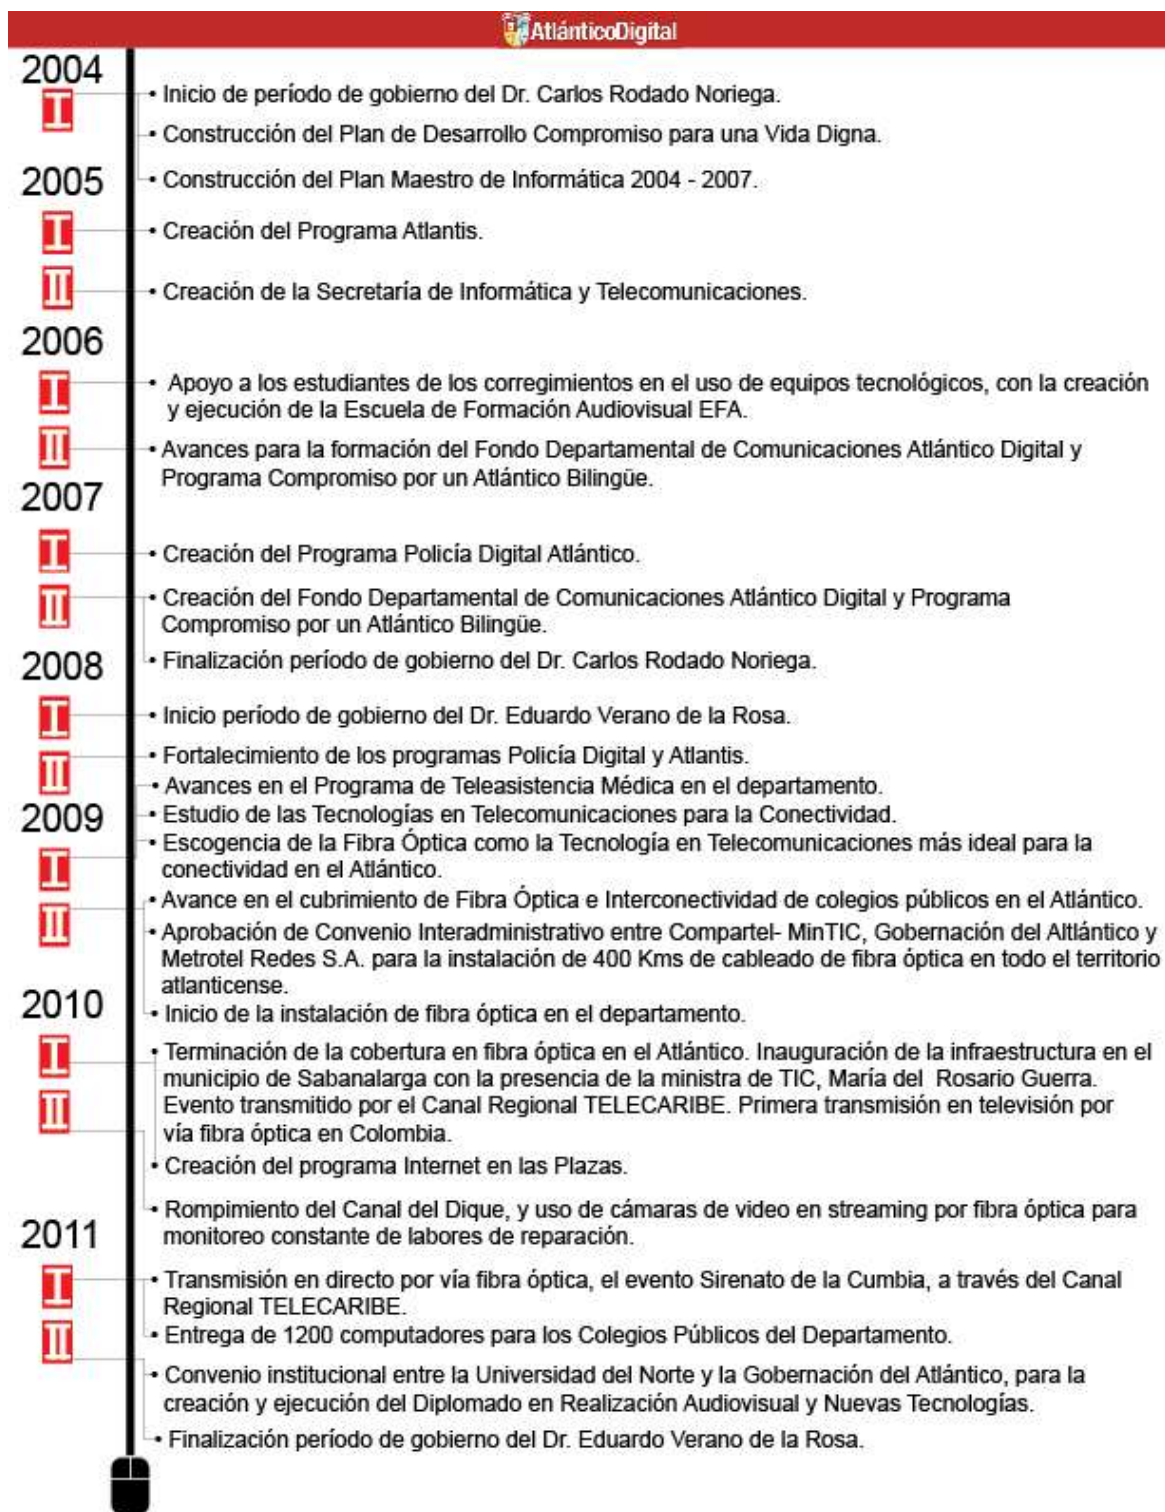 AtlánticoDigital
2004
I
• Inicio de período de gobierno del Dr. Carlos Rodado Noriega.
• Construcción del Plan de Desarrollo Compromiso para una Vida Digna.
• Construcción del Plan Maestro de Informática 2004 - 2007.
2005
I
• Creación del Programa Atlantis.
II
• Creación de la Secretaría de Informática y Telecomunicaciones.
2006
I
• Apoyo a los estudiantes de los corregimientos en el uso de equipos tecnológicos, con la creación
y ejecución de la Escuela de Formación Audiovisual EFA.
II
• Avances para la formación del Fondo Departamental de Comunicaciones Atlántico Digital y
Programa Compromiso por un Atlántico Bilingüe.
2007
I
• Creación del Programa Policía Digital Atlántico.
II
• Creación del Fondo Departamental de Comunicaciones Atlántico Digital y Programa
Compromiso por un Atlántico Bilingüe.
• Finalización período de gobierno del Dr. Carlos Rodado Noriega.
2008
I
• Inicio período de gobierno del Dr. Eduardo Verano de la Rosa.
II
• Fortalecimiento de los programas Policía Digital y Atlantis.
2009
I
• Avances en el Programa de Teleasistencia Médica en el departamento.
• Estudio de las Tecnologías en Telecomunicaciones para la Conectividad.
• Escogencia de la Fibra Óptica como la Tecnología en Telecomunicaciones más ideal para la
conectividad en el Atlántico.
II
• Avance en el cubrimiento de Fibra Óptica e Interconectividad de colegios públicos en el Atlántico.
• Aprobación de Convenio Interadministrativo entre Compartel- MinTIC, Gobernación del Altlántico y
Metrotel Redes S.A. para la instalación de 400 Kms de cableado de fibra óptica en todo el territorio
atlanticense.
• Inicio de la instalación de fibra óptica en el departamento.
2010
I
• Terminación de la cobertura en fibra óptica en el Atlántico. Inauguración de la infraestructura en el
municipio de Sabanalarga con la presencia de la ministra de TIC, María del Rosario Guerra.
Evento transmitido por el Canal Regional TELECARIBE. Primera transmisión en televisión por
vía fibra óptica en Colombia.
• Creación del programa Internet en las Plazas.
II
• Rompimiento del Canal del Dique, y uso de cámaras de video en streaming por fibra óptica para
monitoreo constante de labores de reparación.
2011
I
• Transmisión en directo por vía fibra óptica, el evento Sirenato de la Cumbia, a través del Canal
Regional TELECARIBE.
• Entrega de 1200 computadores para los Colegios Públicos del Departamento.
II
• Convenio institucional entre la Universidad del Norte y la Gobernación del Atlántico, para la
creación y ejecución del Diplomado en Realización Audiovisual y Nuevas Tecnologías.
• Finalización período de gobierno del Dr. Eduardo Verano de la Rosa.